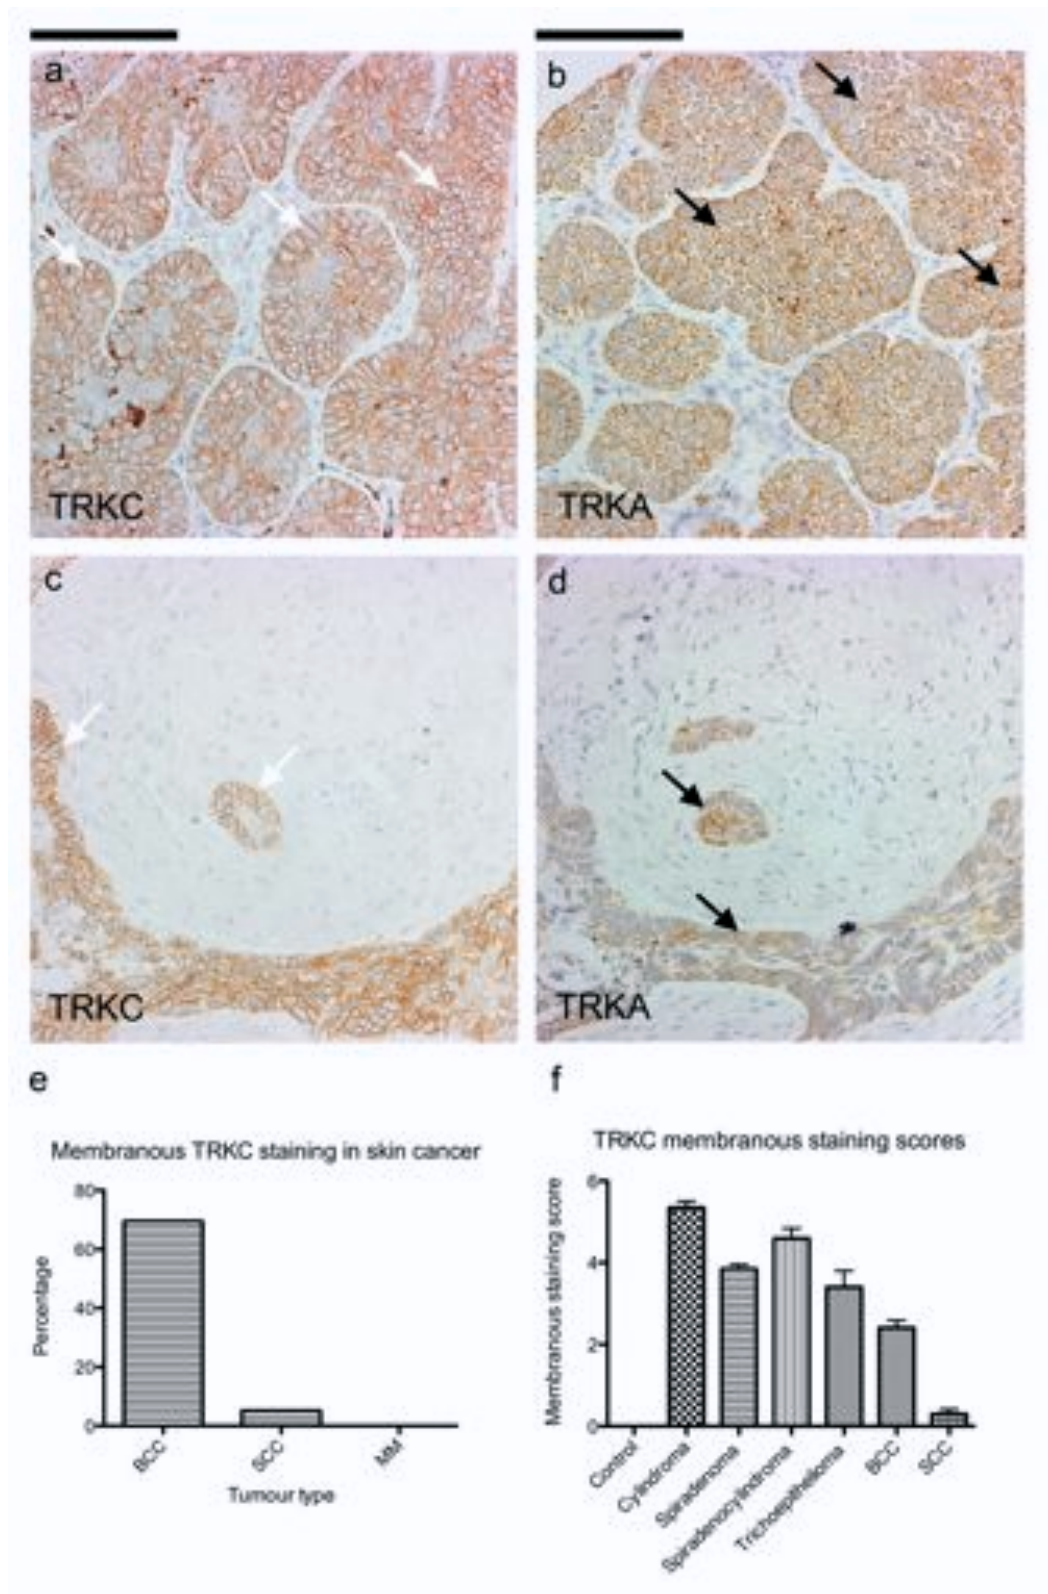 a
b
TRKC
TRKA
c
d
TRKC
TRKA
e
f
Membranous TRKC staining in skin cancer
80
60
40
20
0
Percentage
BCC
SCC
MM
Tumour type
TRKC membranous staining scores
6
4
2
0
Membranous staining score
Control
Cylindroma
Spiradenoma
Spiradenocylindroma
Trichoepithelioma
BCC
SCC